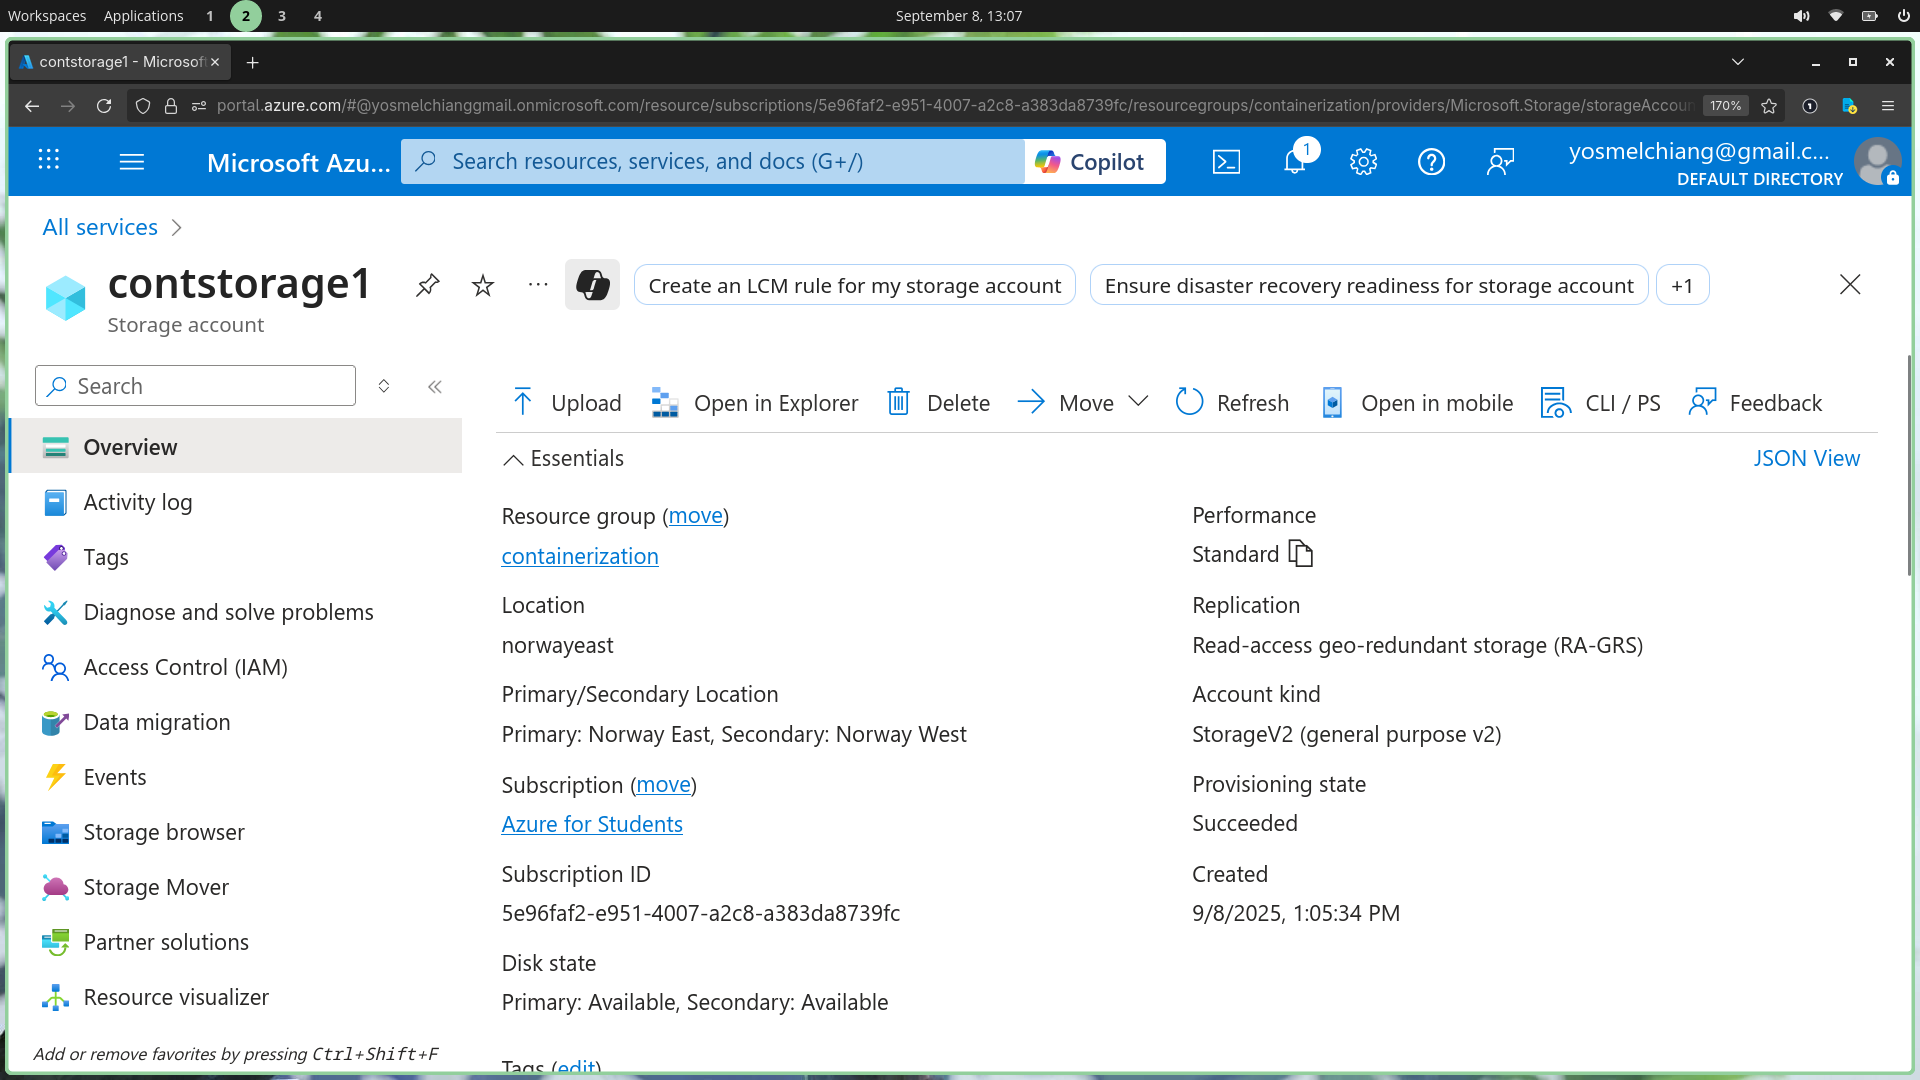 Workspaces Applications 1 2 3 4 September 8, 13:07
contstorage1 - Microsoft
portal.azure.com/#@yosmelchianggmail.onmicrosoft.com/resource/subscriptions/5e96faf2-e951-4007-a2c8-a383da8739fc/resourcegroups/containerization/providers/Microsoft.Storage/storageAccoun 170%
Microsoft Azu... Search resources, services, and docs (G+/) Copilot 1 yosmelchiang@gmail.c...
DEFAULT DIRECTORY
All services
contstorage1 ... Create an LCM rule for my storage account Ensure disaster recovery readiness for storage account +1
Storage account
Search
Upload Open in Explorer Delete Move Refresh Open in mobile CLI / PS Feedback
Overview
Activity log
Tags
Diagnose and solve problems
Access Control (IAM)
Data migration
Events
Storage browser
Storage Mover
Partner solutions
Resource visualizer
Add or remove favorites by pressing Ctrl+Shift+F
Essentials JSON View
Resource group (move)
containerization
Location
norwayeast
Primary/Secondary Location
Primary: Norway East, Secondary: Norway West
Subscription (move)
Azure for Students
Subscription ID
5e96faf2-e951-4007-a2c8-a383da8739fc
Disk state
Primary: Available, Secondary: Available
Tags (edit)
Performance
Standard
Replication
Read-access geo-redundant storage (RA-GRS)
Account kind
StorageV2 (general purpose v2)
Provisioning state
Succeeded
Created
9/8/2025, 1:05:34 PM